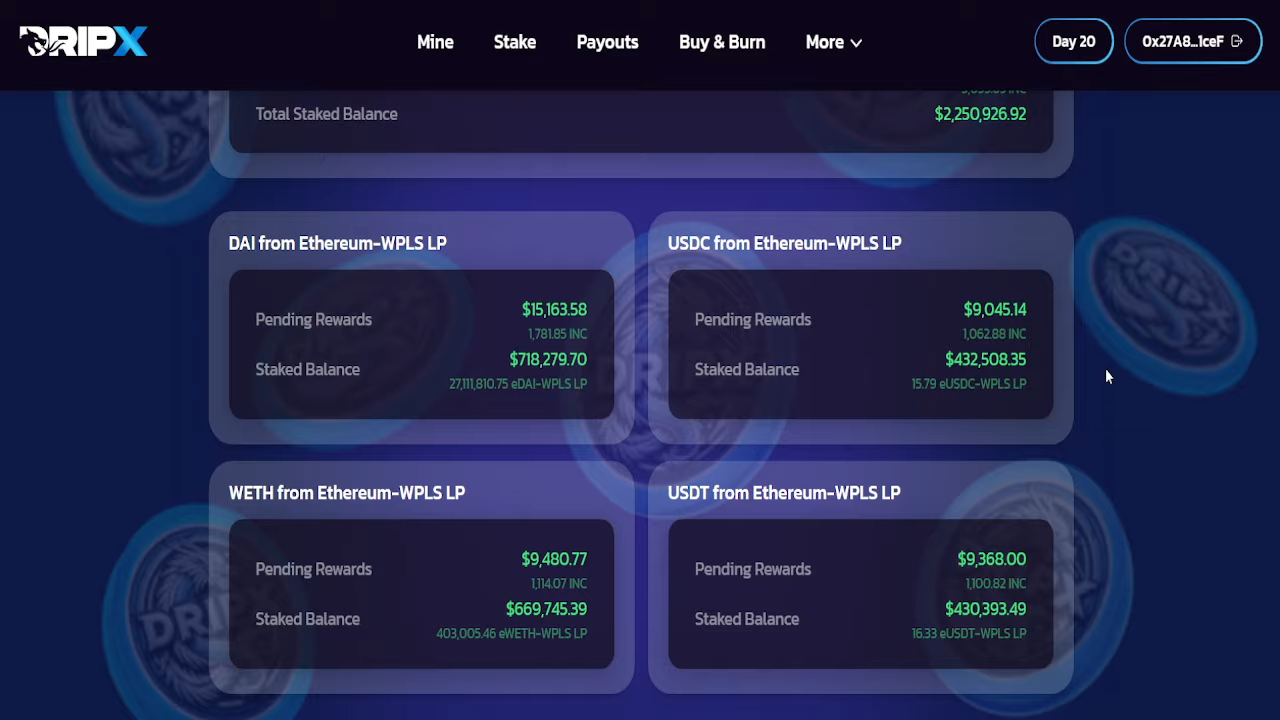 DRIPX
Mine
Stake
Payouts
Buy & Burn
More
Day 20
0x27A8...1ceF
Total Staked Balance
$2,250,926.92
DAI from Ethereum-WPLS LP
Pending Rewards
$15,163.58
1,781.85 INC
Staked Balance
$718,279.70
27,111,810.75 eDAI-WPLS LP
USDC from Ethereum-WPLS LP
Pending Rewards
$9,045.14
1,062.88 INC
Staked Balance
$432,508.35
15.79 eUSDC-WPLS LP
WETH from Ethereum-WPLS LP
Pending Rewards
$9,480.77
1,114.07 INC
Staked Balance
$669,745.39
403,005.46 eWETH-WPLS LP
USDT from Ethereum-WPLS LP
Pending Rewards
$9,368.00
1,100.82 INC
Staked Balance
$430,393.49
16.33 eUSDT-WPLS LP